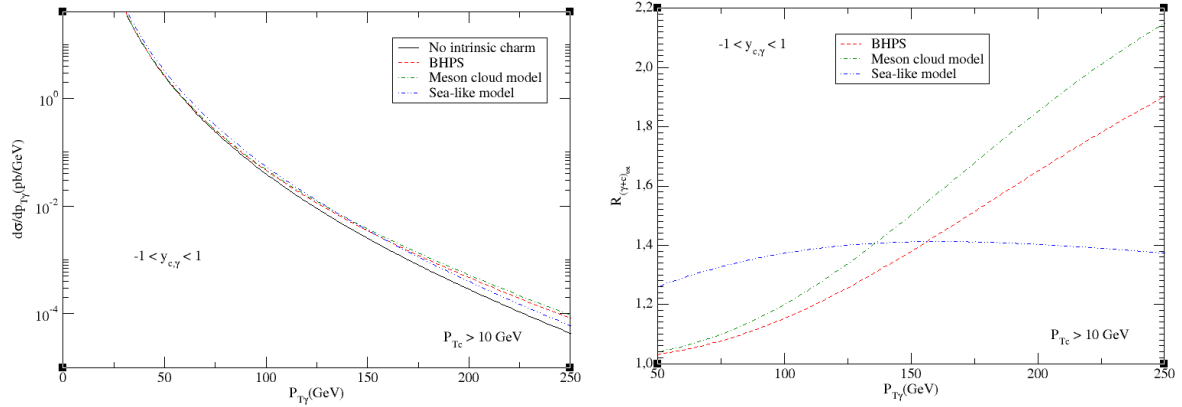 No intrinsic charm
BHPS
Meson cloud model
Sea-like model
dσ/dp_Tγ(pb/GeV)
10^0
10^-2
10^-4
-1 < y_c,γ < 1
P_Tc > 10 GeV
0 50 100 150 200 250
P_Tγ(GeV)
2,2
2,0
1,8
1,6
1,4
1,2
1,0
-1 < y_c,γ < 1
BHPS
Meson cloud model
Sea-like model
P_Tc > 10 GeV
50 100 150 200 250
P_Tγ(GeV)